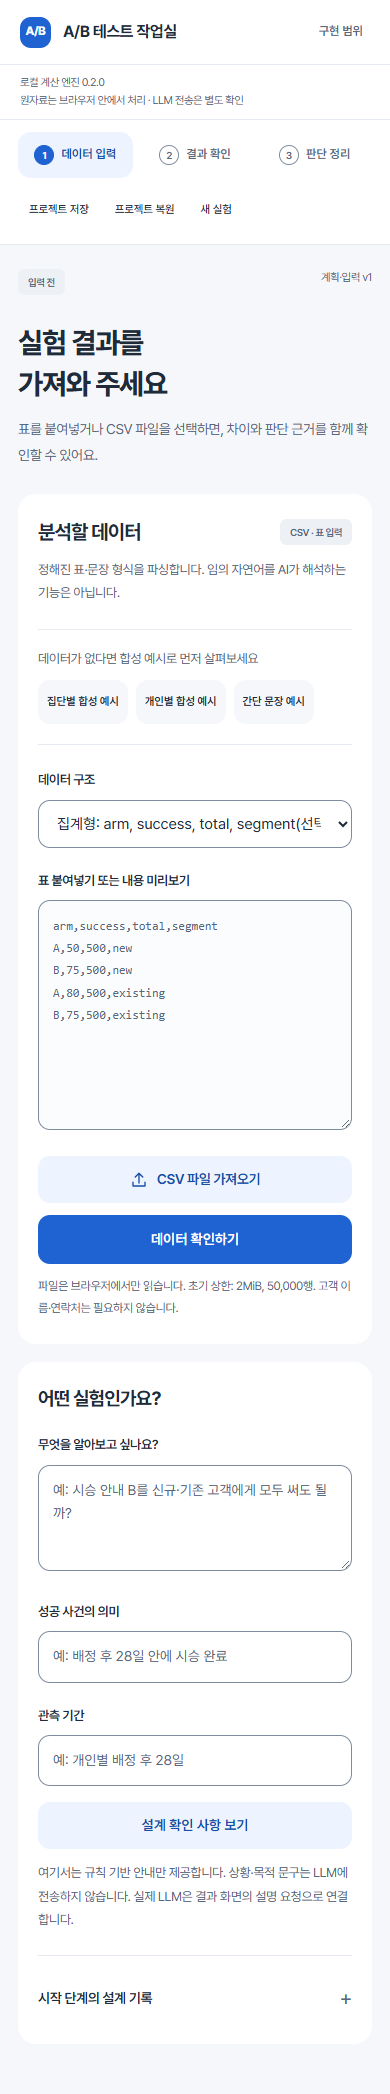 A/B
A/B 테스트 작업실
구현 범위
로컬 계산 엔진 0.2.0
원자료는 브라우저 안에서 처리 · LLM 전송은 별도 확인
1 데이터 입력
2 결과 확인
3 판단 정리
프로젝트 저장
프로젝트 복원
새 실험
입력 전
계획·입력 v1
실험 결과를
가져와 주세요
표를 붙여넣거나 CSV 파일을 선택하면, 차이와 판단 근거를 함께 확
인할 수 있어요.
분석할 데이터
CSV · 표 입력
정해진 표·문장 형식을 파싱합니다. 임의 자연어를 AI가 해석하는
기능은 아닙니다.
데이터가 없다면 합성 예시로 먼저 살펴보세요
집단별 합성 예시
개인별 합성 예시
간단 문장 예시
데이터 구조
집계형: arm, success, total, segment(선택
표 붙여넣기 또는 내용 미리보기
arm,success,total,segment
A,50,500,new
B,75,500,new
A,80,500,existing
B,75,500,existing
CSV 파일 가져오기
데이터 확인하기
파일은 브라우저에서만 읽습니다. 초기 상한: 2MiB, 50,000행. 고객 이
름·연락처는 필요하지 않습니다.
어떤 실험인가요?
무엇을 알아보고 싶나요?
예: 시승 안내 B를 신규·기존 고객에게 모두 써도 될
까?
성공 사건의 의미
예: 배정 후 28일 안에 시승 완료
관측 기간
예: 개인별 배정 후 28일
설계 확인 사항 보기
여기서는 규칙 기반 안내만 제공합니다. 상황·목적 문구는 LLM에
전송하지 않습니다. 실제 LLM은 결과 화면의 설명 요청으로 연결
합니다.
시작 단계의 설계 기록
+